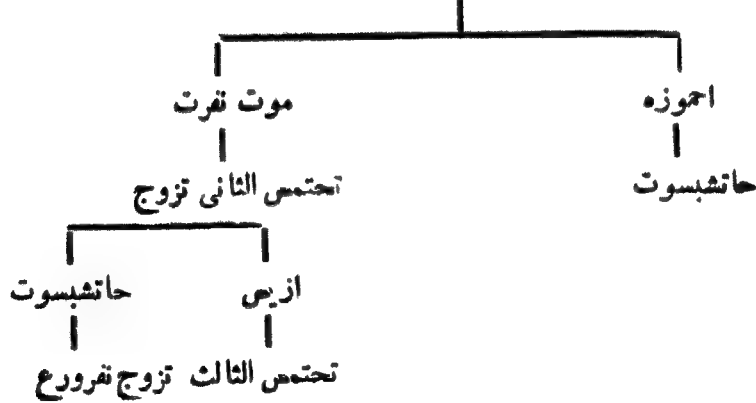 احموزه موت نفرت
حاتشبسوت
تحتمس الثانى تزوج
ازيس حاتشبسوت
تحتمس الثالث تزوج نفرورع